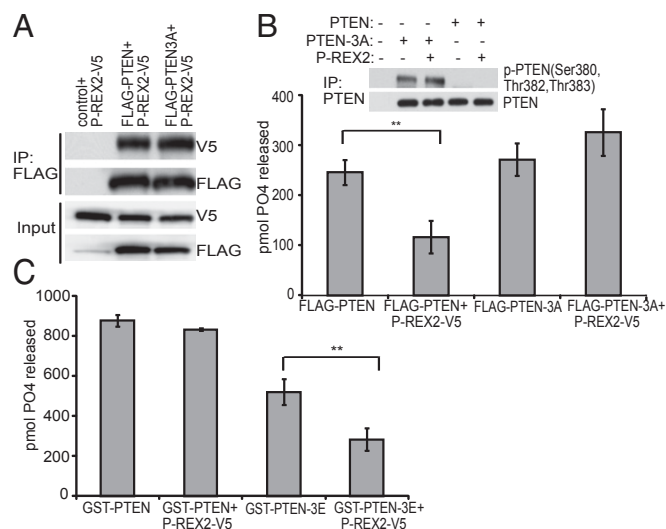 A
control+
P-REX2-V5
FLAG-PTEN+
P-REX2-V5
FLAG-PTEN3A+
P-REX2-V5
IP:
FLAG
V5
FLAG
Input
V5
FLAG
B
PTEN: - - - + +
PTEN-3A: - + + - -
P-REX2: - - + - +
IP:
PTEN
p-PTEN(Ser380,
Thr382,Thr383)
PTEN
pmol PO4 released
400
300
200
100
0
**
FLAG-PTEN
FLAG-PTEN+
P-REX2-V5
FLAG-PTEN-3A
FLAG-PTEN-3A+
P-REX2-V5
C
pmol PO4 released
1000
800
600
400
200
0
**
GST-PTEN
GST-PTEN+
P-REX2-V5
GST-PTEN-3E
GST-PTEN-3E+
P-REX2-V5